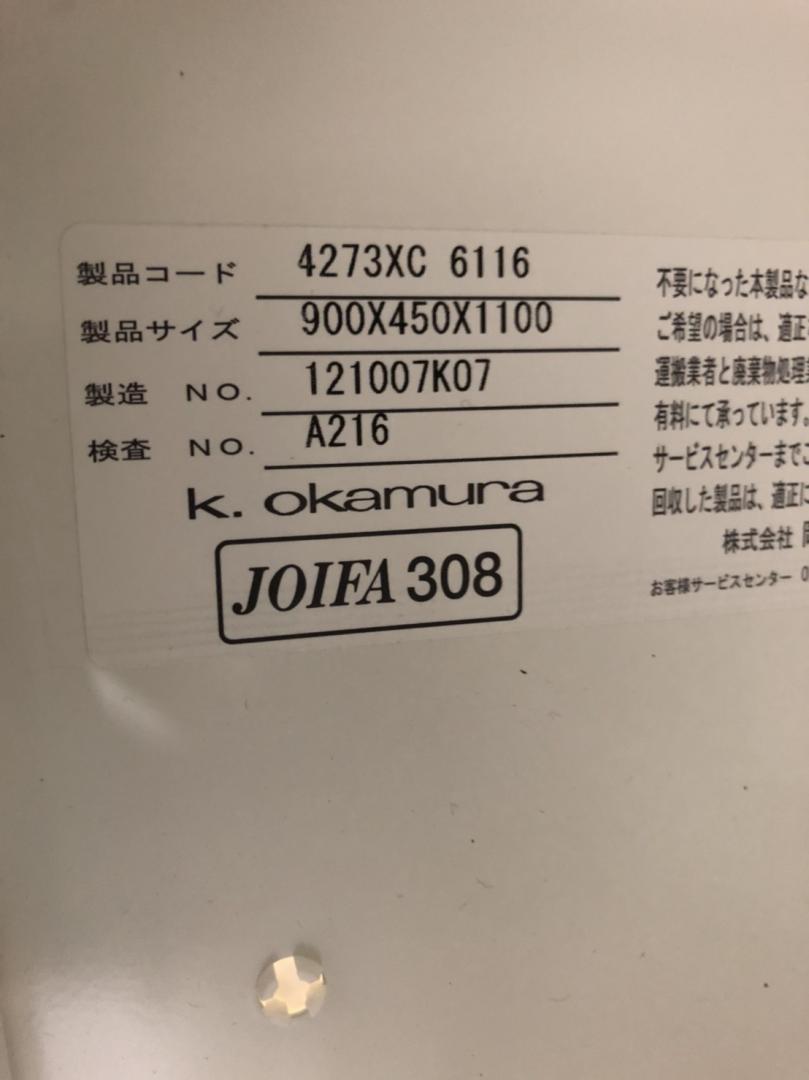 製品コード 4273XC 6116
製品サイズ 900X450X1100
製造 NO. 121007K07
検査 NO. A216
k. okamura
JOIFA 308
不要になった本製品な
ご希望の場合は、適正
運搬業者と廃棄物処理
有料にて承っています。
サービスセンターまでご
回収した製品は、適正に
株式会社
お客様サービスセンター 0